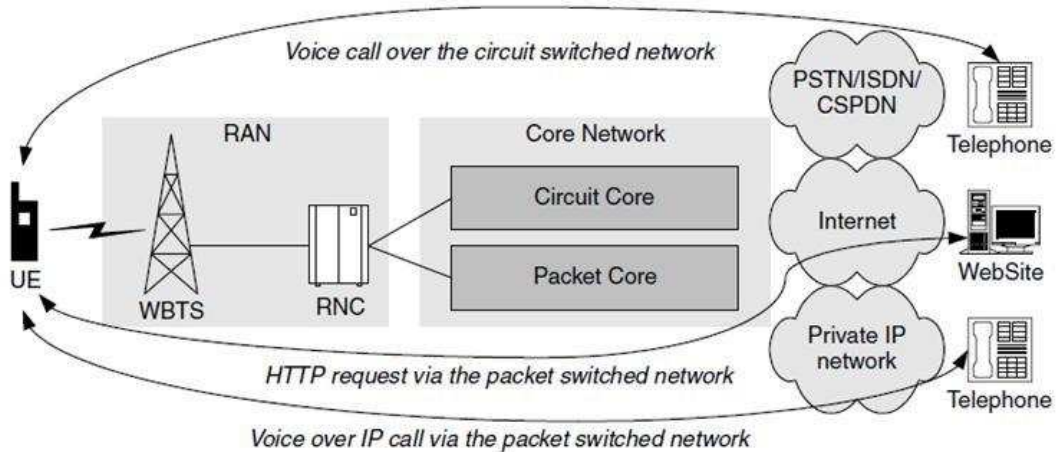 Voice call over the circuit switched network
PSTN/ISDN/
CSPDN
Telephone
RAN
Core Network
Circuit Core
Packet Core
UE
WBTS
RNC
Internet
WebSite
HTTP request via the packet switched network
Private IP
network
Telephone
Voice over IP call via the packet switched network